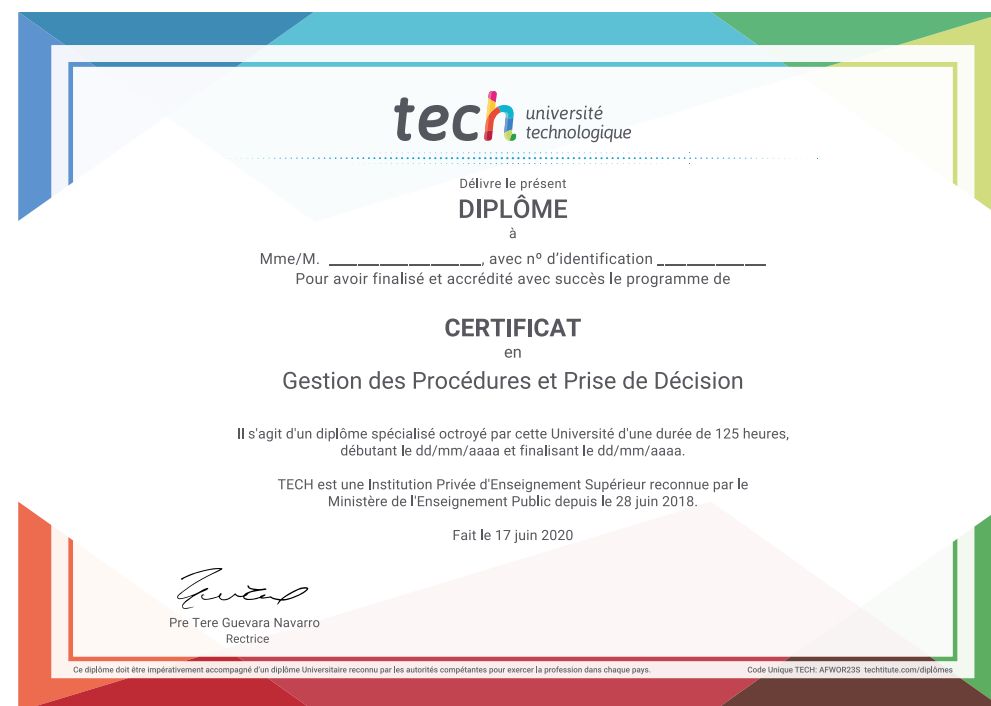 tech université
technologique
Délivre le présent
DIPLÔME
à
Mme/M. ____________________, avec nº d'identification ______________
Pour avoir finalisé et accrédité avec succès le programme de
CERTIFICAT
en
Gestion des Procédures et Prise de Décision
Il s'agit d'un diplôme spécialisé octroyé par cette Université d'une durée de 125 heures,
débutant le dd/mm/aaaa et finalisant le dd/mm/aaaa.
TECH est une Institution Privée d'Enseignement Supérieur reconnue par le
Ministère de l'Enseignement Public depuis le 28 juin 2018.
Fait le 17 juin 2020
Pre Tere Guevara Navarro
Rectrice
Ce diplôme doit être impérativement accompagné d'un diplôme Universitaire reconnu par les autorités compétantes pour exercer la profession dans chaque pays.
Code Unique TECH: AFWOR23S techtitute.com/diplômes